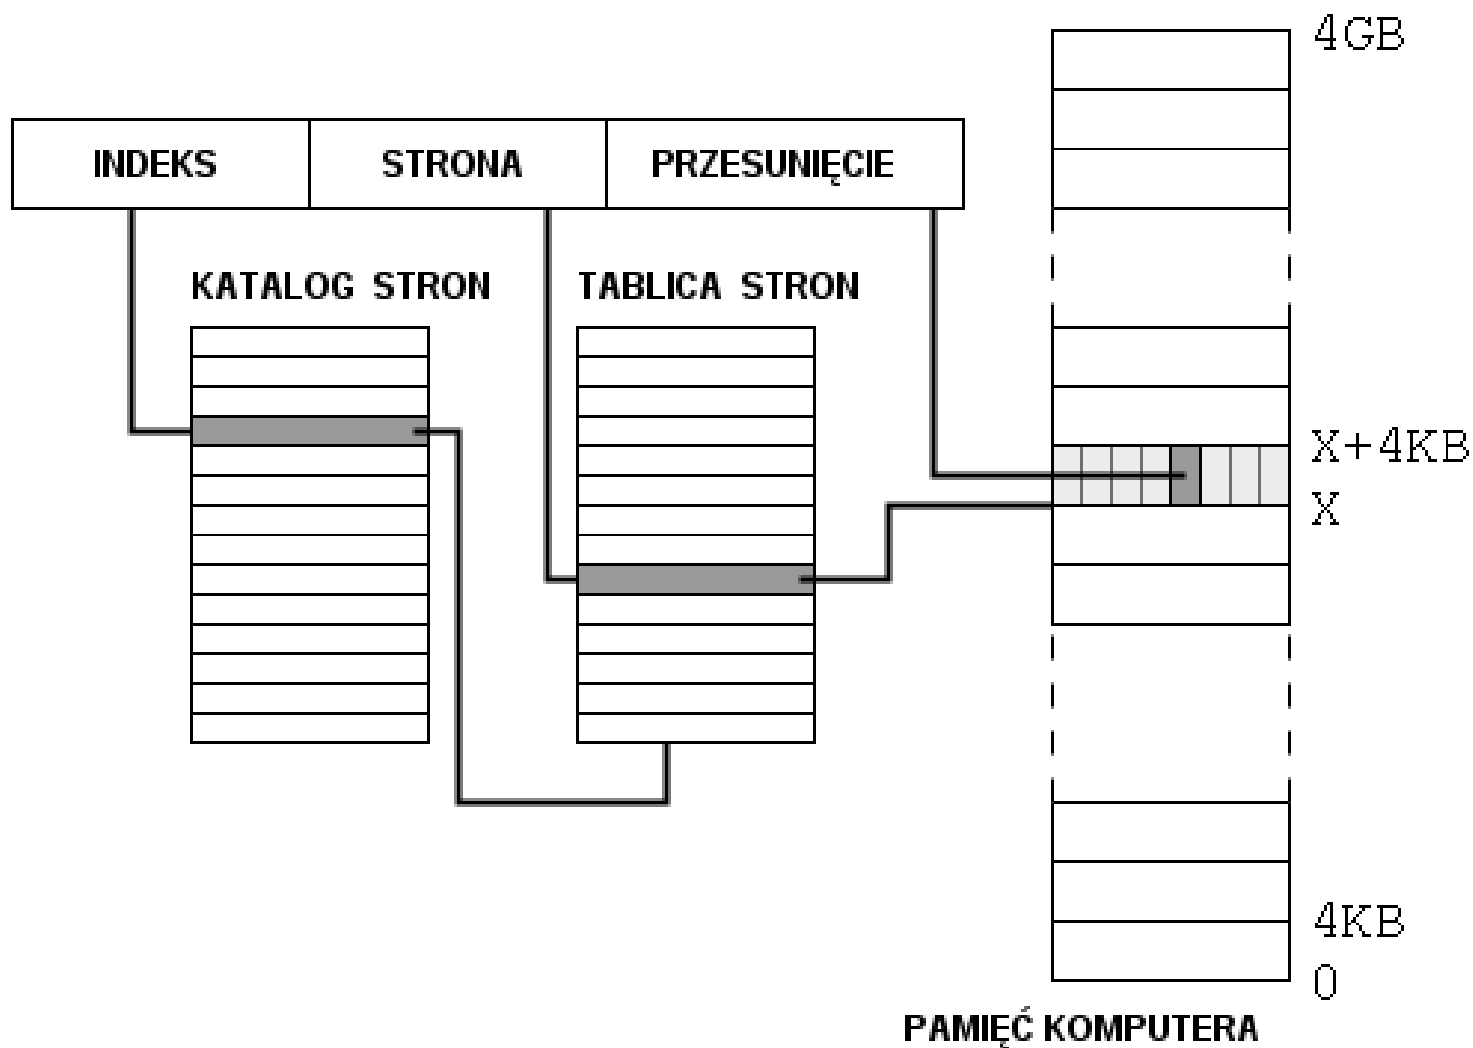 4GB
INDEKS STRONA PRZESUNIĘCIE
KATALOG STRON TABLICA STRON
X+4KB
X
4KB
0
PAMIĘĆ KOMPUTERA